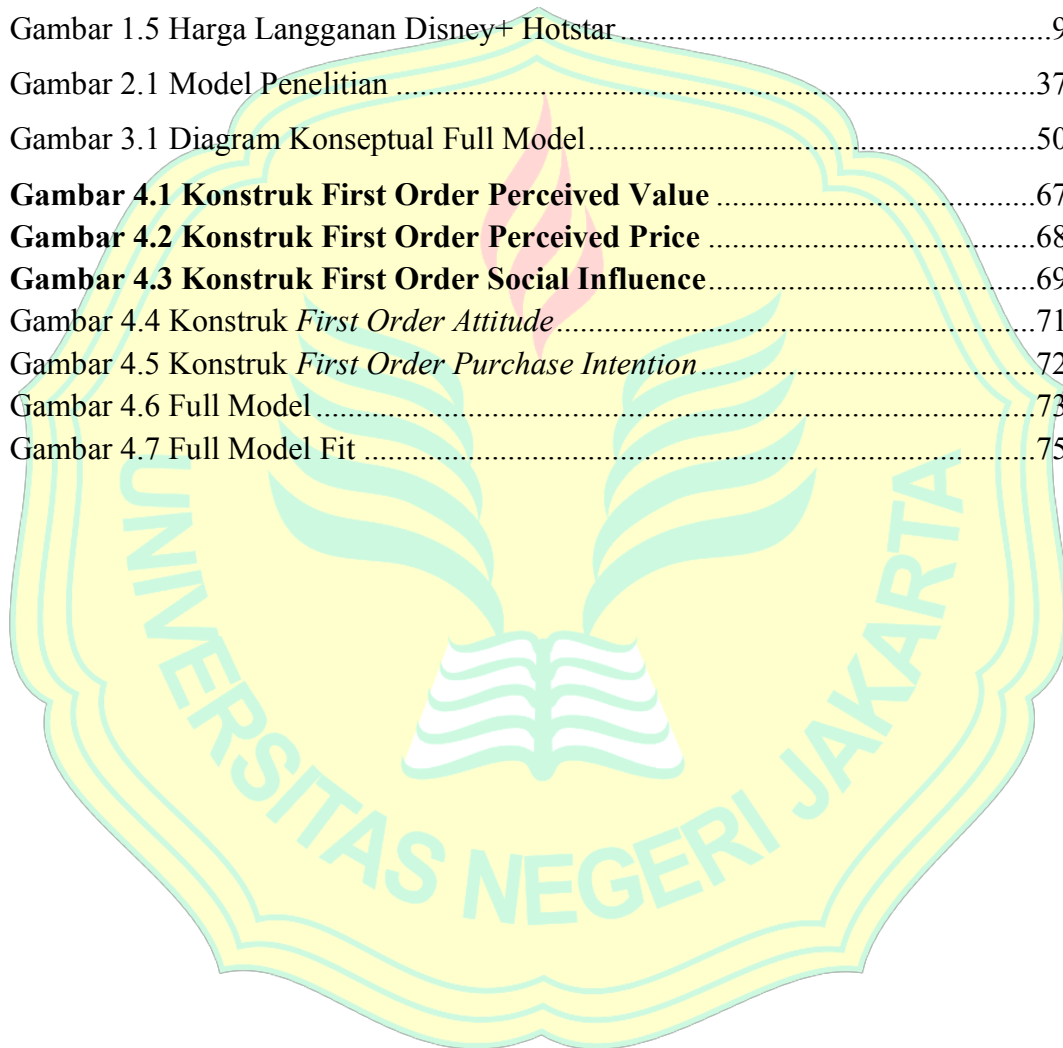 Gambar 1.5 Harga Langganan Disney+ Hotstar.......................................................9
Gambar 2.1 Model Penelitian ..................................................................................37
Gambar 3.1 Diagram Konseptual Full Model..........................................................50
Gambar 4.1 Konstruk First Order Perceived Value ........................................67
Gambar 4.2 Konstruk First Order Perceived Price .........................................68
Gambar 4.3 Konstruk First Order Social Influence.........................................69
Gambar 4.4 Konstruk First Order Attitude............................................................71
Gambar 4.5 Konstruk First Order Purchase Intention..........................................72
Gambar 4.6 Full Model...........................................................................................73
Gambar 4.7 Full Model Fit .....................................................................................75
UNIVERSITAS NEGERI JAKARTA